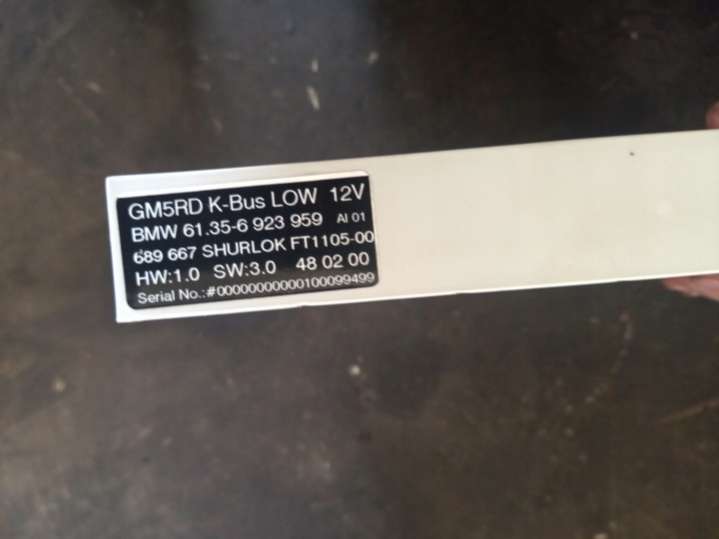 GM5RD K-Bus LOW 12V
BMW 61.35-6 923 959 AI 01
689 667 SHURLOK FT1105-00
HW:1.0 SW:3.0 48 02 00
Serial No.:#00000000000100099499